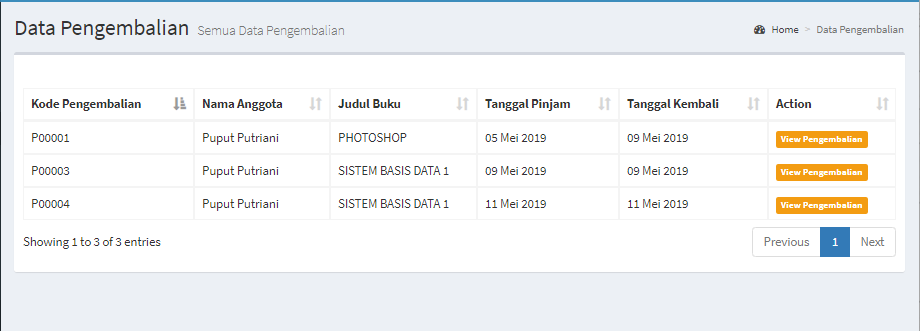 Data Pengembalian Semua Data Pengembalian
Home > Data Pengembalian
Kode Pengembalian Nama Anggota Judul Buku Tanggal Pinjam Tanggal Kembali Action
P00001 Puput Putriani PHOTOSHOP 05 Mei 2019 09 Mei 2019 View Pengembalian
P00003 Puput Putriani SISTEM BASIS DATA 1 09 Mei 2019 09 Mei 2019 View Pengembalian
P00004 Puput Putriani SISTEM BASIS DATA 1 11 Mei 2019 11 Mei 2019 View Pengembalian
Showing 1 to 3 of 3 entries
Previous 1 Next